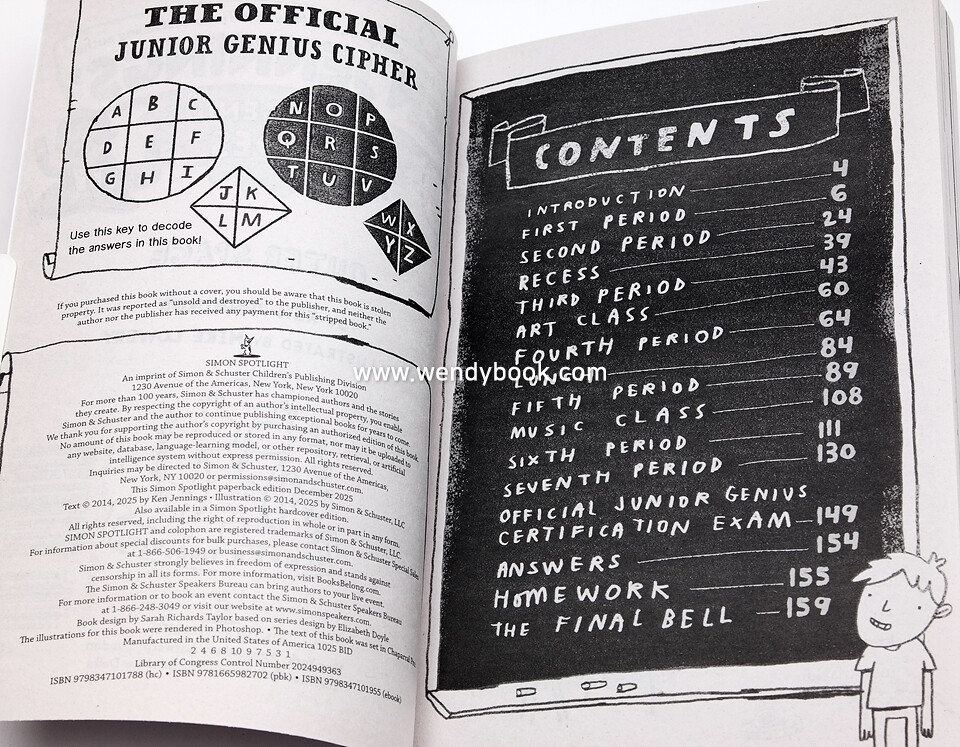 THE OFFICIAL
JUNIOR GENIUS CIPHER
A B C
D E F
G H I
J K
L M
N O P
Q R S
T U V
W X
Y Z
Use this key to decode
the answers in this book!
If you purchased this book without a cover, you should be aware that this book is stolen
property. It was reported as "unsold and destroyed" to the publisher, and neither the
author nor the publisher has received any payment for this "stripped book."
SIMON SPOTLIGHT
An imprint of Simon & Schuster Children's Publishing Division
1230 Avenue of the Americas, New York, New York 10020
For more than 100 years, Simon & Schuster has championed authors and the stories
they create. By respecting the copyright of an author's intellectual property, you enable
Simon & Schuster and the author to continue publishing exceptional books for years to come.
We thank you for supporting the author's copyright by purchasing an authorized edition of this book.
No amount of this book may be reproduced or stored in any format, nor may it be uploaded to
any website, database, language-learning model, or other repository, retrieval, or artificial
intelligence system without express permission. All rights reserved.
Inquiries may be directed to Simon & Schuster, 1230 Avenue of the Americas,
New York, NY 10020 or permissions@simonandschuster.com.
This Simon Spotlight paperback edition December 2025
Text © 2014, 2025 by Ken Jennings • Illustration © 2014, 2025 by Simon & Schuster, LLC
Also available in a Simon Spotlight hardcover edition.
All rights reserved, including the right of reproduction in whole or in part in any form.
SIMON SPOTLIGHT and colophon are registered trademarks of Simon & Schuster, LLC.
For information about special discounts for bulk purchases, please contact Simon & Schuster Special Sales
at 1-866-506-1949 or business@simonandschuster.com.
Simon & Schuster strongly believes in freedom of expression and stands against
censorship in all its forms. For more information, visit BooksBelong.com.
The Simon & Schuster Speakers Bureau can bring authors to your live event.
For more information or to book an event contact the Simon & Schuster Speakers Bureau
at 1-866-248-3049 or visit our website at www.simonspeakers.com.
Book design by Sarah Richards Taylor based on series design by Elizabeth Doyle
The illustrations for this book were rendered in Photoshop. • The text of this book was set in Chaparral Pro.
Manufactured in the United States of America 1025 BID
2 4 6 8 10 9 7 5 3 1
Library of Congress Control Number 2024949363
ISBN 9798347101788 (hc) • ISBN 9781665982702 (pbk) • ISBN 9798347101955 (ebook)
CONTENTS
INTRODUCTION 4
FIRST PERIOD 6
SECOND PERIOD 24
RECESS 39
THIRD PERIOD 43
ART CLASS 60
FOURTH PERIOD 64
LUNCH 84
FIFTH PERIOD 89
MUSIC CLASS 108
SIXTH PERIOD 111
SEVENTH PERIOD 130
OFFICIAL JUNIOR GENIUS
CERTIFICATION EXAM 149
ANSWERS 154
HOMEWORK 155
THE FINAL BELL 159
www.wendybook.com